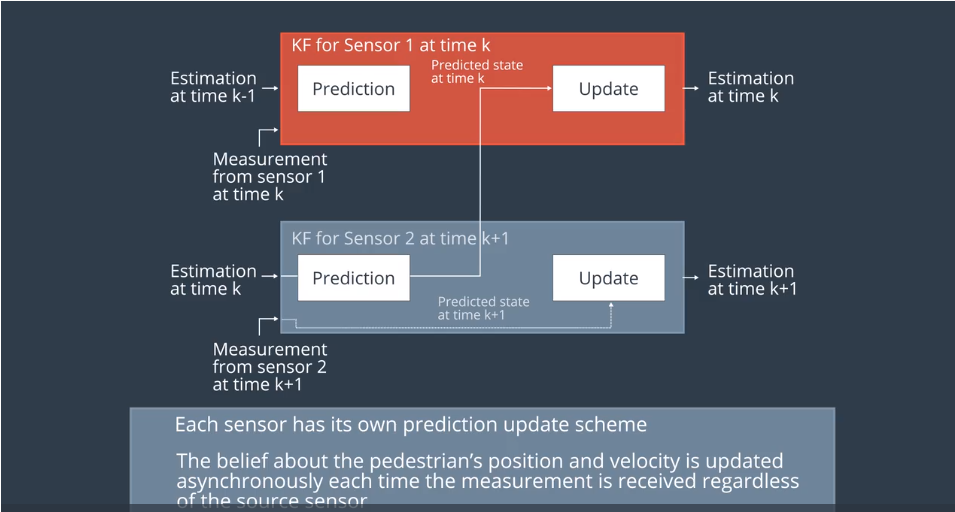 KF for Sensor 1 at time k
Predicted state
at time k
Estimation
at time k-1
Prediction
Update
Estimation
at time k
Measurement
from sensor 1
at time k
KF for Sensor 2 at time k+1
Estimation
at time k
Prediction
Update
Estimation
at time k+1
Predicted state
at time k+1
Measurement
from sensor 2
at time k+1
Each sensor has its own prediction update scheme
The belief about the pedestrian's position and velocity is updated
asynchronously each time the measurement is received regardless
of the source sensor